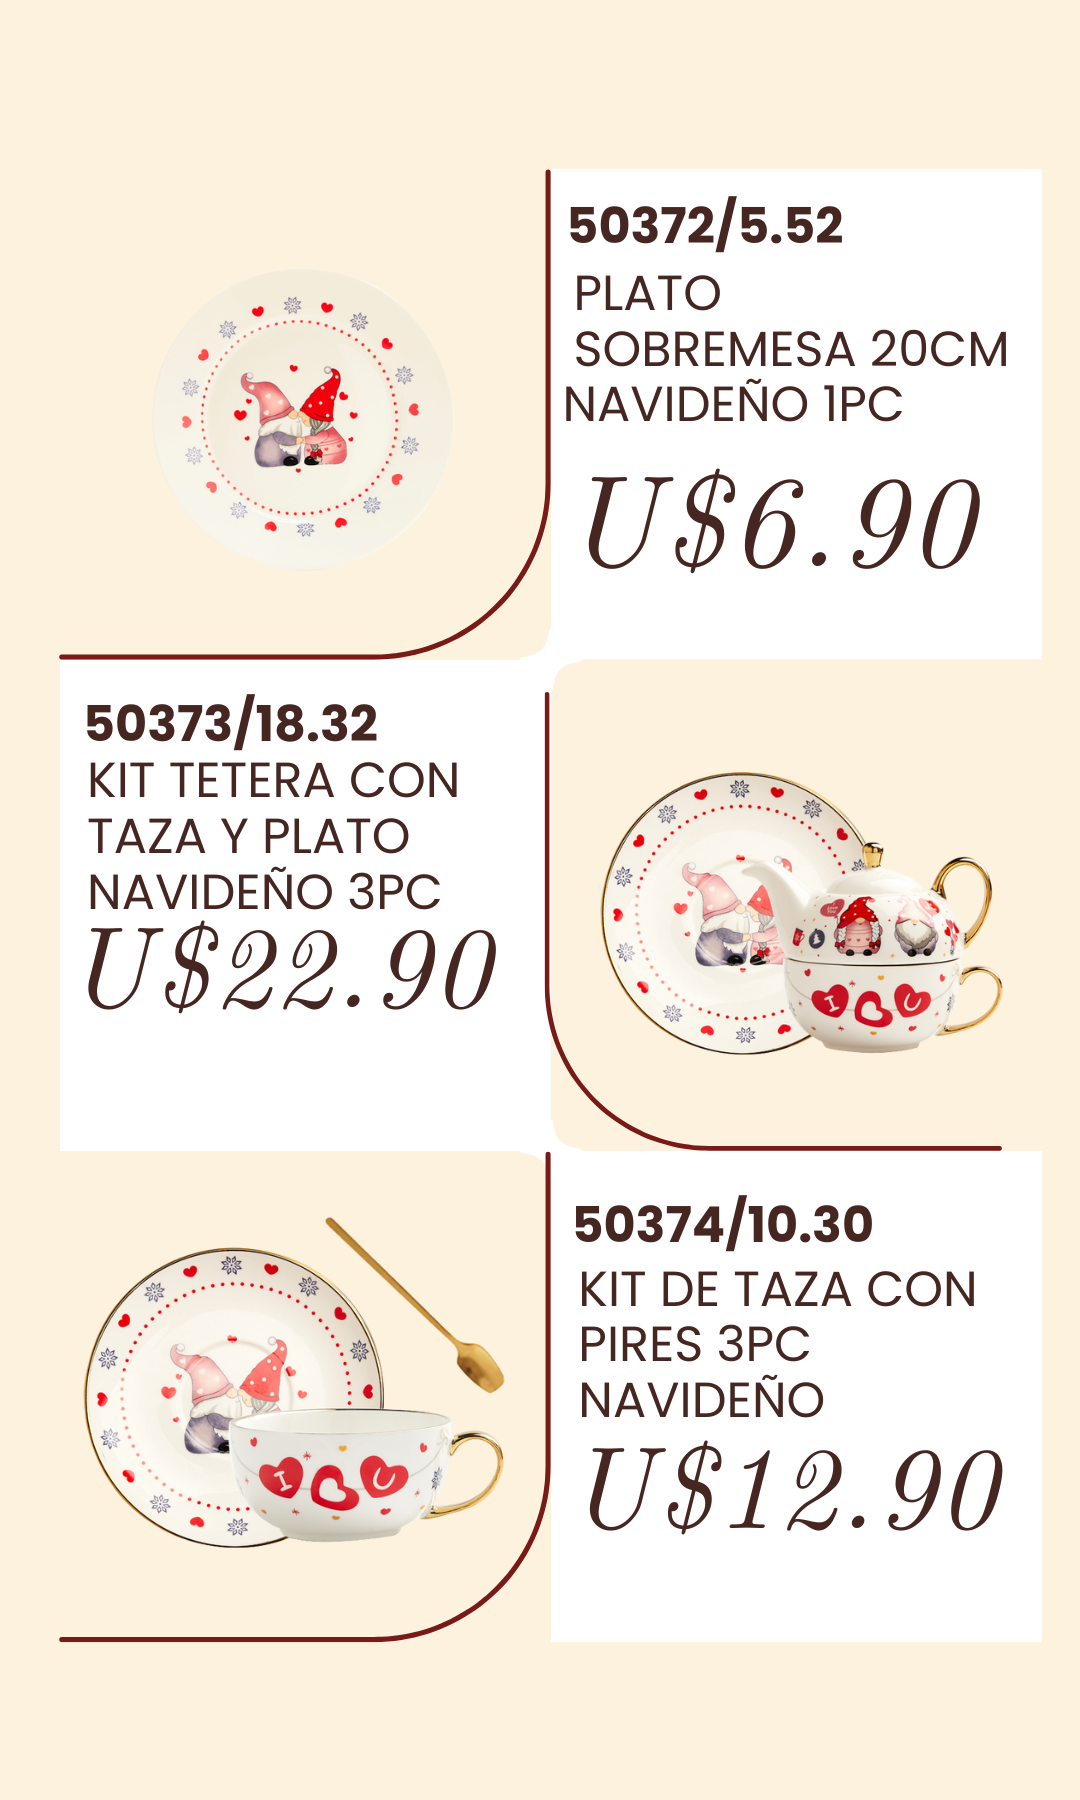 50372/5.52
PLATO
SOBREMESA 20CM
NAVIDEÑO 1PC
U$6.90
50373/18.32
KIT TETERA CON
TAZA Y PLATO
NAVIDEÑO 3PC
U$22.90
I U
50374/10.30
KIT DE TAZA CON
PIRES 3PC
NAVIDEÑO
U$12.90
I U